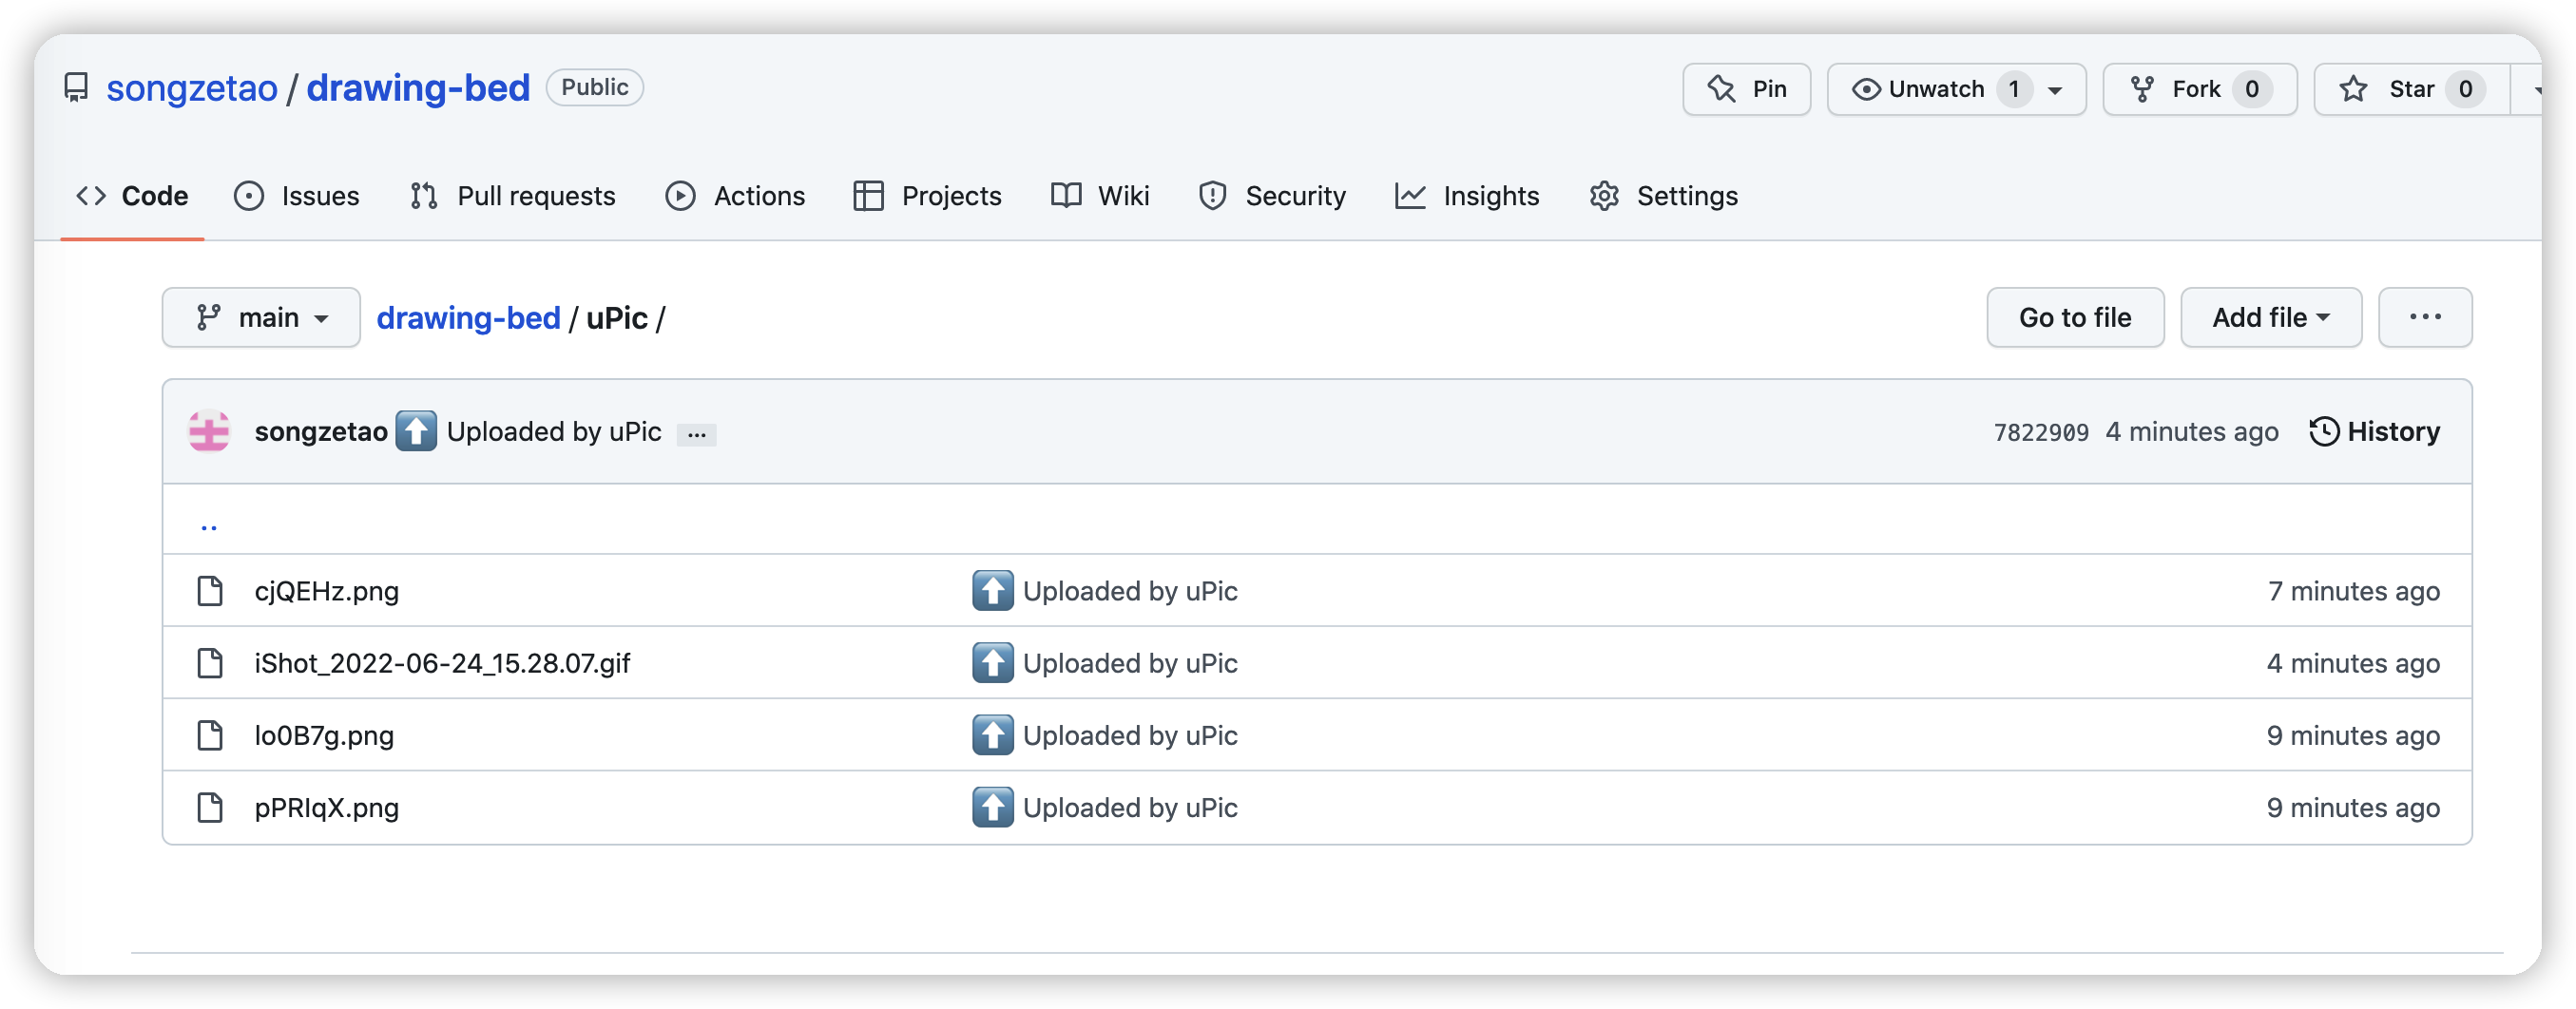 songzetao / drawing-bed Public Pin Unwatch 1 Fork 0 Star 0
Code Issues Pull requests Actions Projects Wiki Security Insights Settings
main drawing-bed / uPic / Go to file Add file ...
songzetao ⬆️ Uploaded by uPic ... 7822909 4 minutes ago History
..
cjQEHz.png ⬆️ Uploaded by uPic 7 minutes ago
iShot_2022-06-24_15.28.07.gif ⬆️ Uploaded by uPic 4 minutes ago
lo0B7g.png ⬆️ Uploaded by uPic 9 minutes ago
pPRIqX.png ⬆️ Uploaded by uPic 9 minutes ago